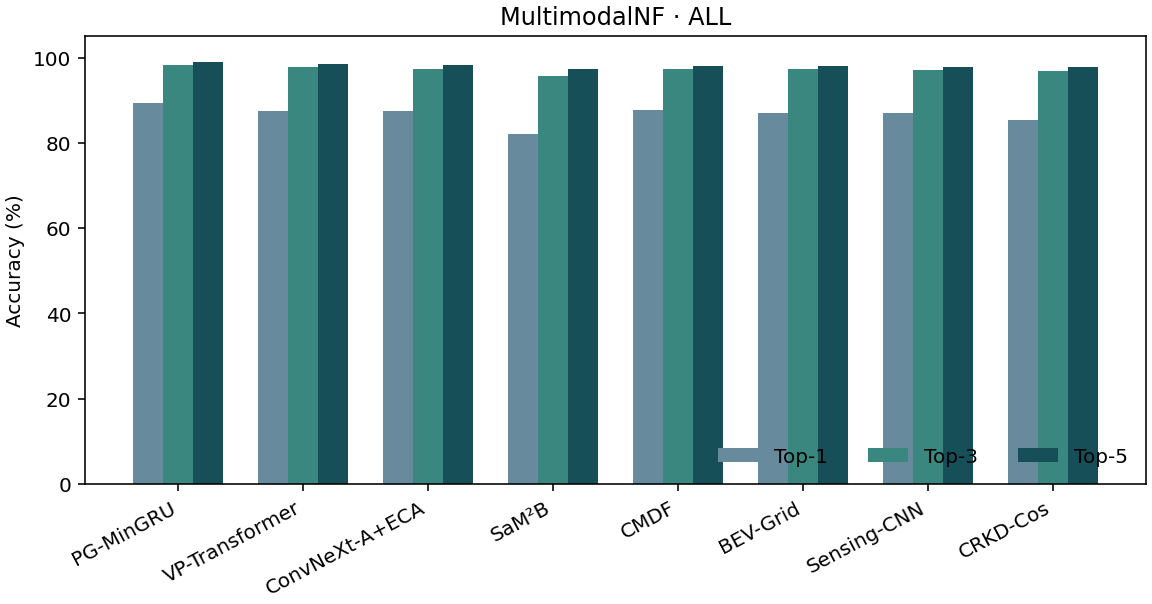 MultimodalNF · ALL
Accuracy (%)
100
80
60
40
20
0
Top-1
Top-3
Top-5
PG-MinGRU
VP-Transformer
ConvNeXt-A+ECA
SaM²B
CMDF
BEV-Grid
Sensing-CNN
CRKD-Cos